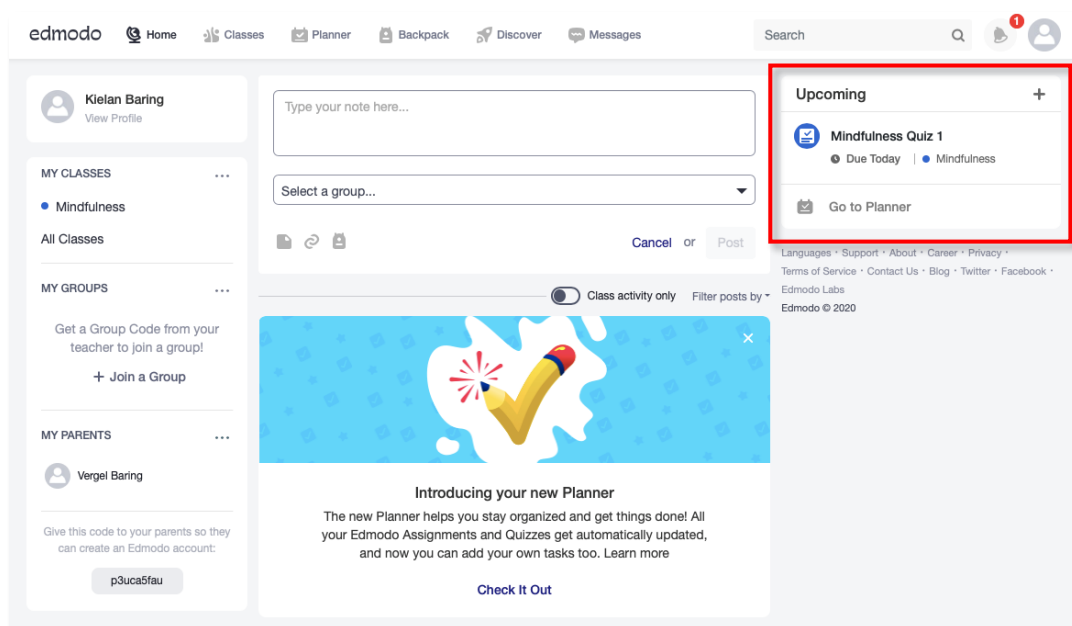 edmodo Home Classes Planner Backpack Discover Messages Search 1
Kielan Baring
View Profile
MY CLASSES ...
Mindfulness
All Classes
MY GROUPS ...
Get a Group Code from your
teacher to join a group!
+ Join a Group
MY PARENTS ...
Vergel Baring
Give this code to your parents so they
can create an Edmodo account:
p3uca5fau
Type your note here...
Select a group...
Cancel or Post
Class activity only Filter posts by
Introducing your new Planner
The new Planner helps you stay organized and get things done! All
your Edmodo Assignments and Quizzes get automatically updated,
and now you can add your own tasks too. Learn more
Check It Out
Upcoming +
Mindfulness Quiz 1
Due Today | Mindfulness
Go to Planner
Languages · Support · About · Career · Privacy ·
Terms of Service · Contact Us · Blog · Twitter · Facebook ·
Edmodo Labs
Edmodo © 2020